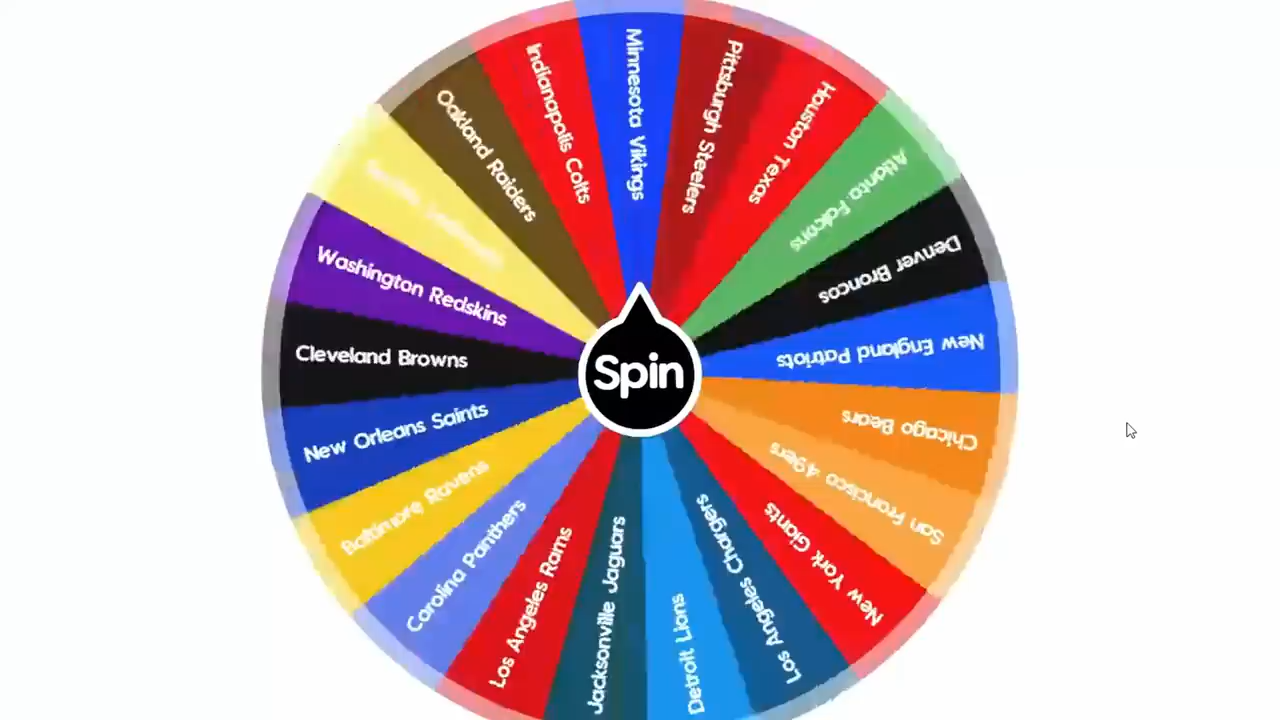 Minnesota Vikings
Pittsburgh Steelers
Houston Texas
Atlanta Falcons
Denver Broncos
New England Patriots
Chicago Bears
San Francisco 49ers
New York Giants
Los Angeles Chargers
Detroit Lions
Jacksonville Jaguars
Los Angeles Rams
Carolina Panthers
Baltimore Ravens
New Orleans Saints
Cleveland Browns
Washington Redskins
Oakland Raiders
Indianapolis Colts
Spin